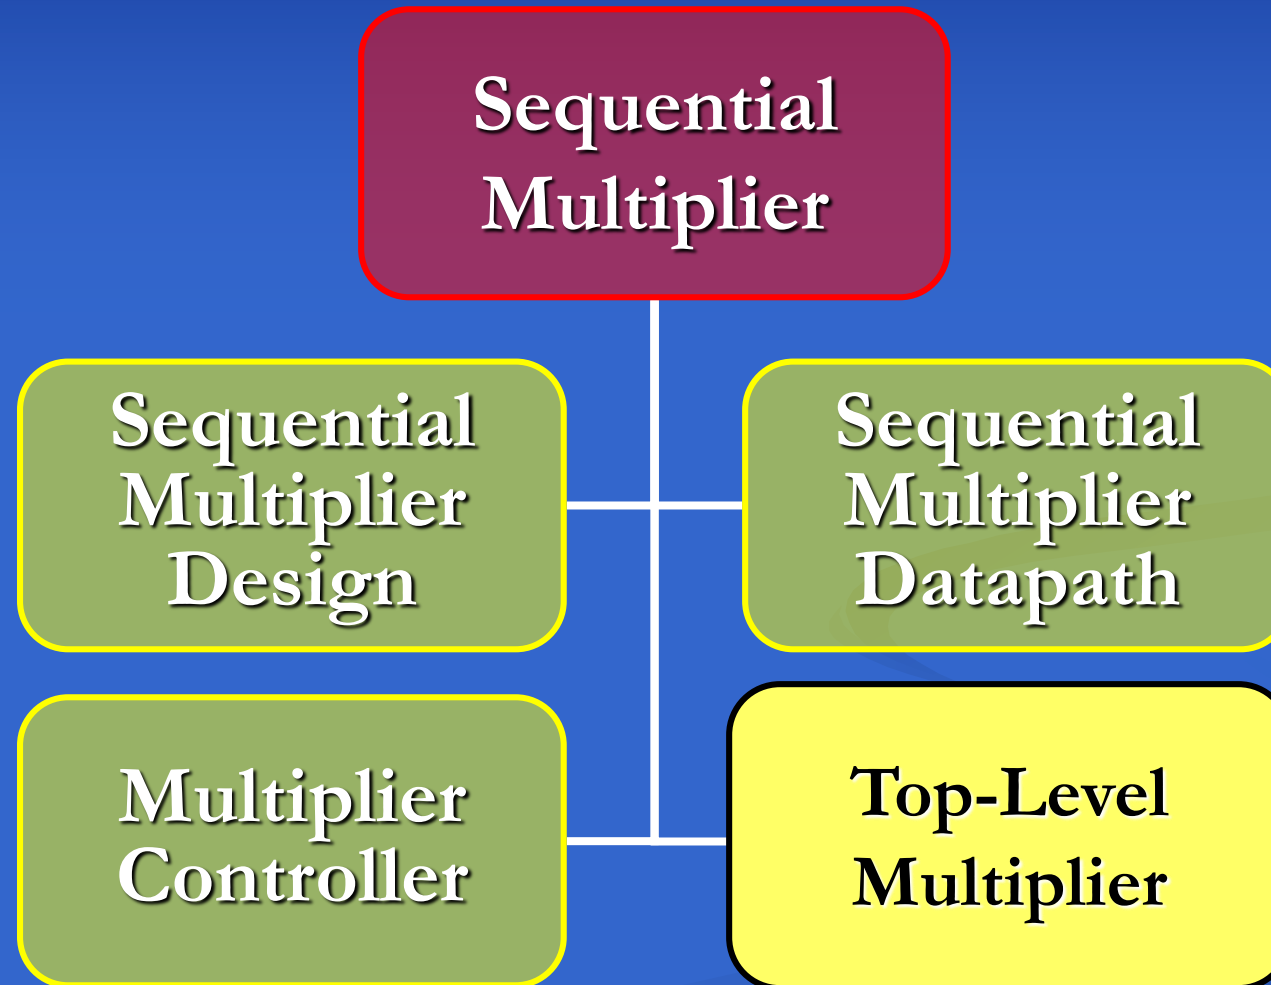 Sequential
Multiplier
Sequential
Multiplier
Design
Sequential
Multiplier
Datapath
Multiplier
Controller
Top-Level
Multiplier